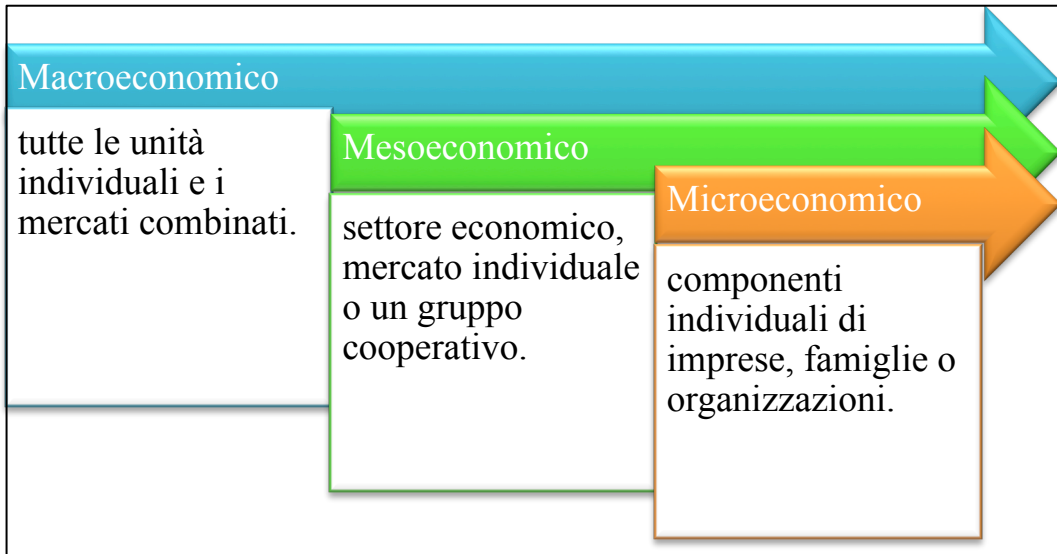 Macroeconomico
tutte le unità
individuali e i
mercati combinati.
Mesoeconomico
settore economico,
mercato individuale
o un gruppo
cooperativo.
Microeconomico
componenti
individuali di
imprese, famiglie o
organizzazioni.